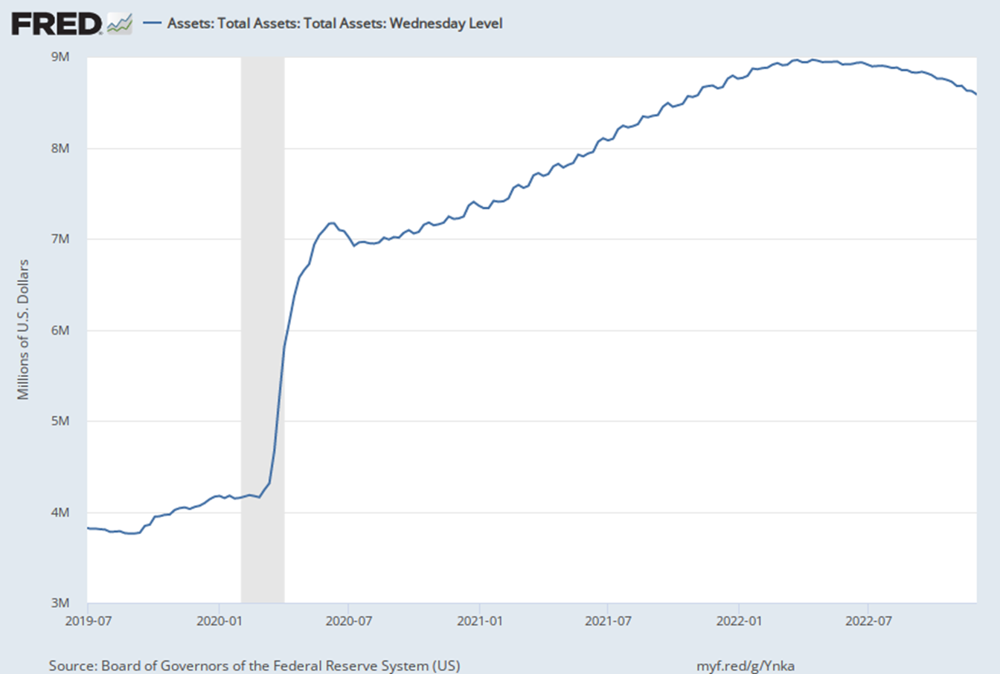 FRED Assets: Total Assets: Total Assets: Wednesday Level
9M
8M
7M
6M
5M
4M
3M
Millions of U.S. Dollars
2019-07 2020-01 2020-07 2021-01 2021-07 2022-01 2022-07
Source: Board of Governors of the Federal Reserve System (US) myf.red/g/Ynka